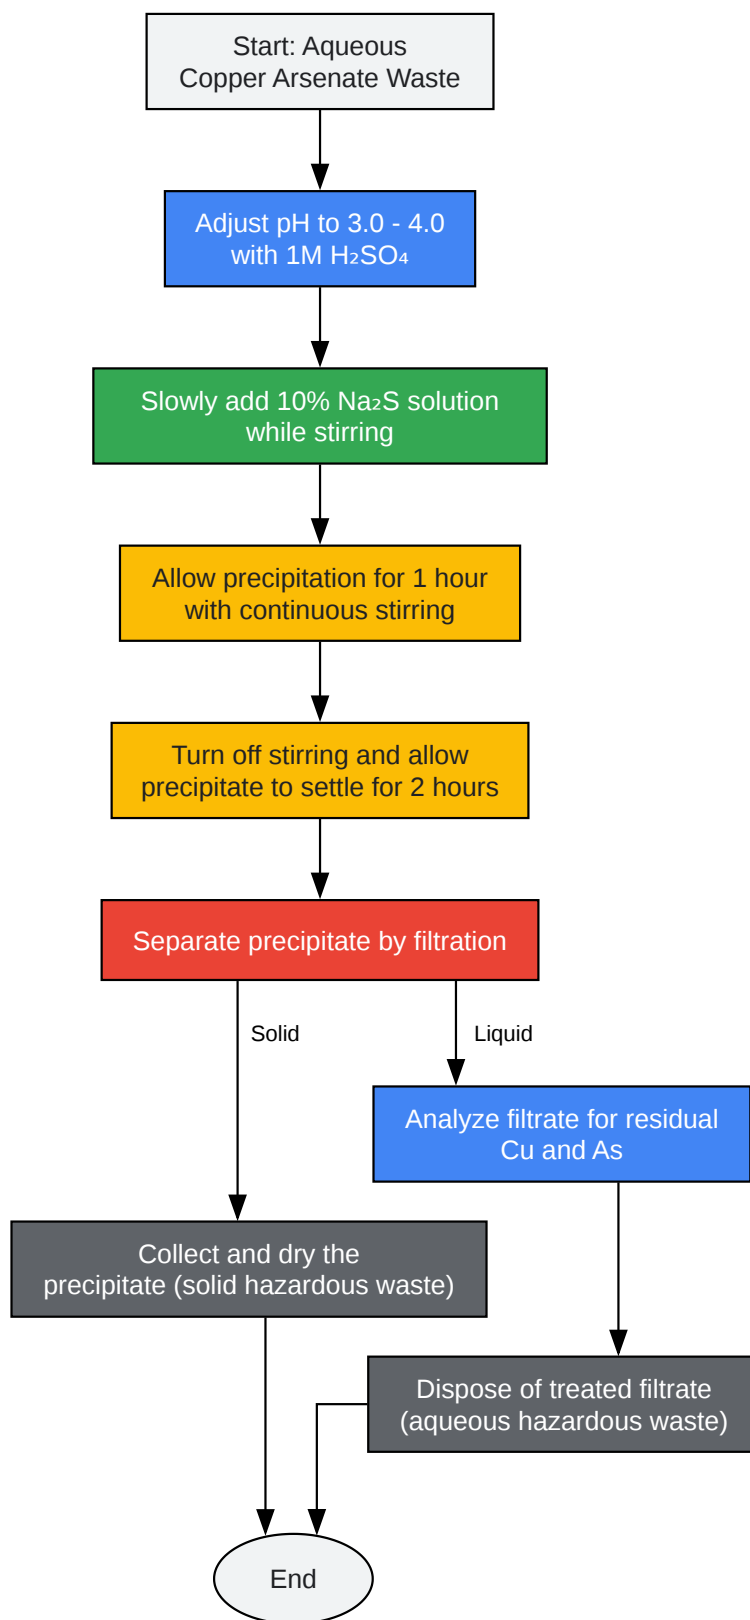 Start: Aqueous
Copper Arsenate Waste
Adjust pH to 3.0 - 4.0
with 1M H₂SO₄
Slowly add 10% Na₂S solution
while stirring
Allow precipitation for 1 hour
with continuous stirring
Turn off stirring and allow
precipitate to settle for 2 hours
Separate precipitate by filtration
Solid
Liquid
Analyze filtrate for residual
Cu and As
Collect and dry the
precipitate (solid hazardous waste)
Dispose of treated filtrate
(aqueous hazardous waste)
End